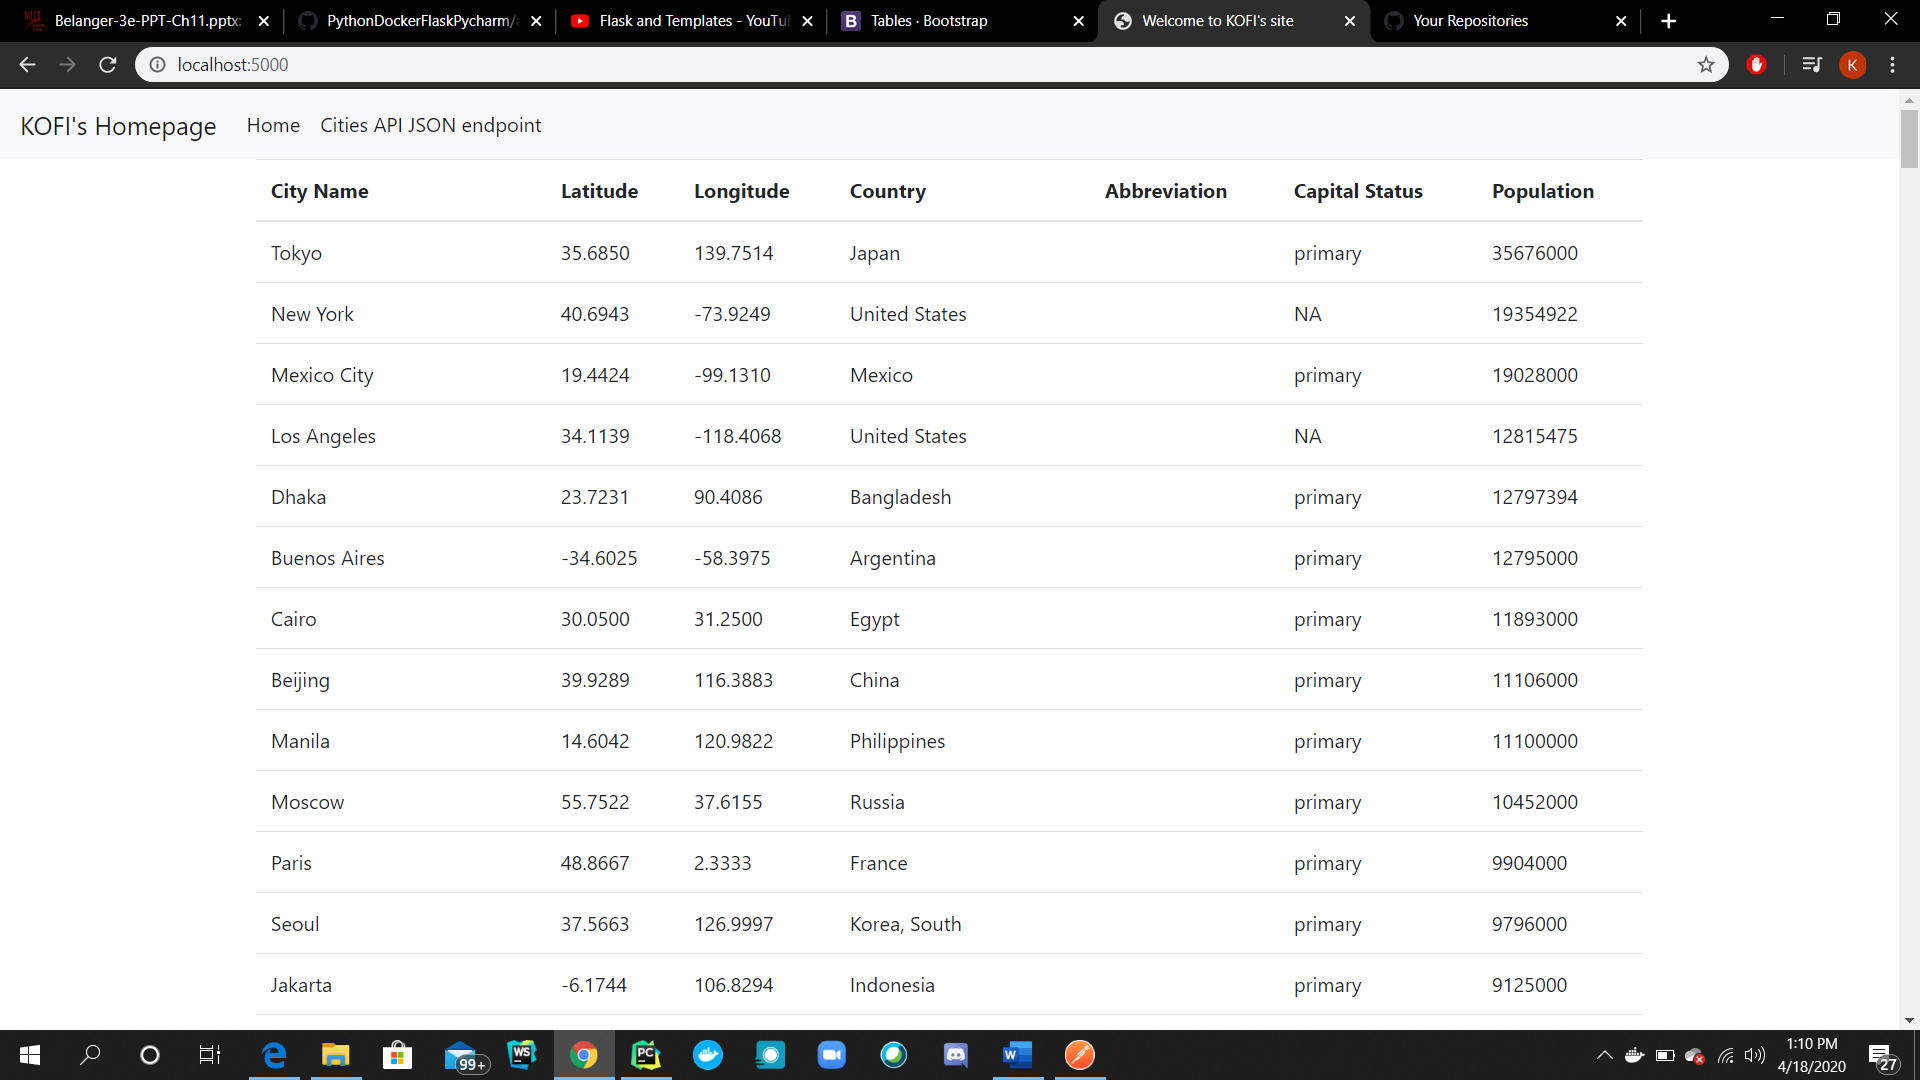 Belanger-3e-PPT-Ch11.pptx: PythonDockerFlaskPycharm/ Flask and Templates - YouTu Tables · Bootstrap Welcome to KOFI's site Your Repositories
localhost:5000 K
KOFI's Homepage Home Cities API JSON endpoint
City Name Latitude Longitude Country Abbreviation Capital Status Population
Tokyo 35.6850 139.7514 Japan primary 35676000
New York 40.6943 -73.9249 United States NA 19354922
Mexico City 19.4424 -99.1310 Mexico primary 19028000
Los Angeles 34.1139 -118.4068 United States NA 12815475
Dhaka 23.7231 90.4086 Bangladesh primary 12797394
Buenos Aires -34.6025 -58.3975 Argentina primary 12795000
Cairo 30.0500 31.2500 Egypt primary 11893000
Beijing 39.9289 116.3883 China primary 11106000
Manila 14.6042 120.9822 Philippines primary 11100000
Moscow 55.7522 37.6155 Russia primary 10452000
Paris 48.8667 2.3333 France primary 9904000
Seoul 37.5663 126.9997 Korea, South primary 9796000
Jakarta -6.1744 106.8294 Indonesia primary 9125000
99+ WS PC W 1:10 PM
4/18/2020 27